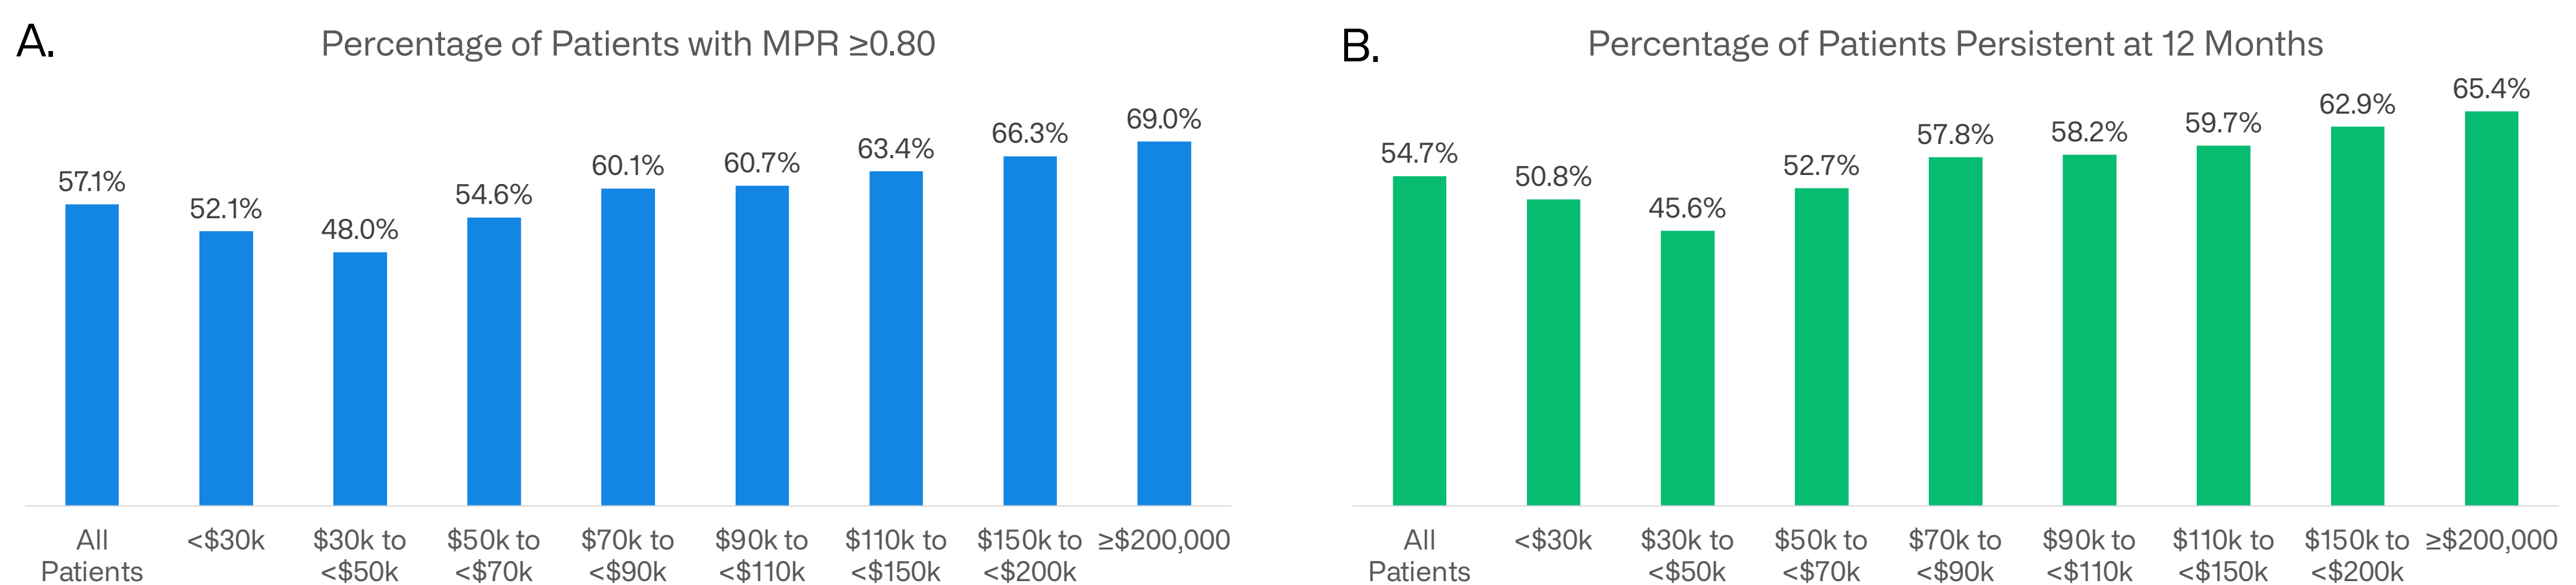 A.
Percentage of Patients with MPR ≥0.80
57.1%
52.1%
48.0%
54.6%
60.1%
60.7%
63.4%
66.3%
69.0%
All
Patients
<$30k
$30k to
<$50k
$50k to
<$70k
$70k to
<$90k
$90k to
<$110k
$110k to
<$150k
$150k to
<$200k
≥$200,000
B.
Percentage of Patients Persistent at 12 Months
54.7%
50.8%
45.6%
52.7%
57.8%
58.2%
59.7%
62.9%
65.4%
All
Patients
<$30k
$30k to
<$50k
$50k to
<$70k
$70k to
<$90k
$90k to
<$110k
$110k to
<$150k
$150k to
<$200k
≥$200,000